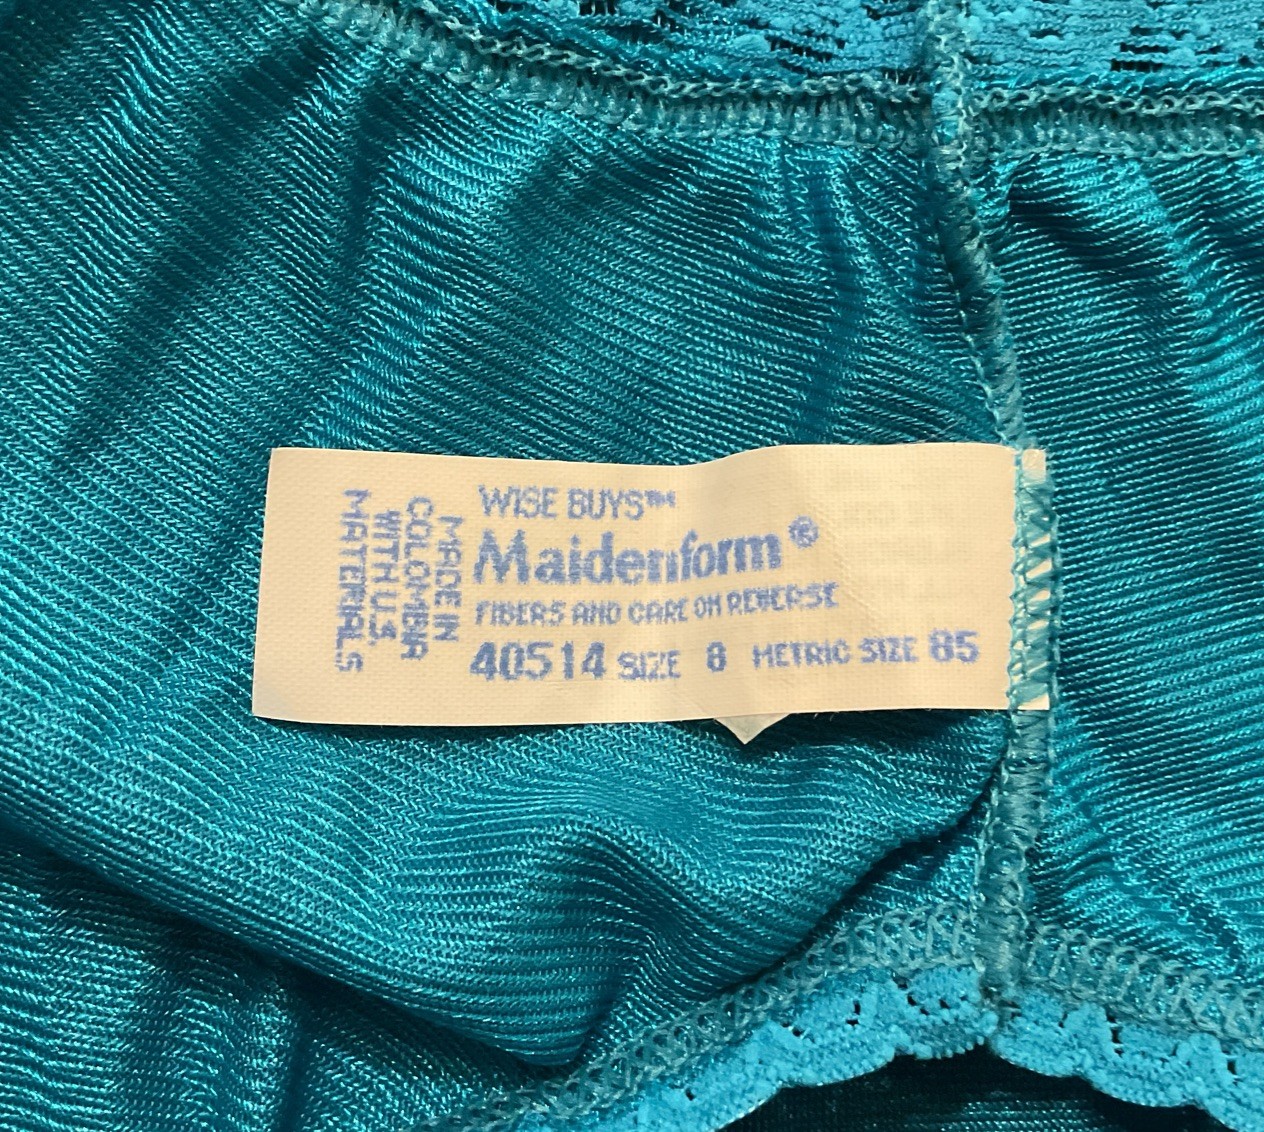 WISE BUYS™
Maidenform®
FIBERS AND CARE ON REVERSE
40514 SIZE 8 METRIC SIZE 85
MADE IN
COLOMBIA
WITH U.S.
MATERIALS